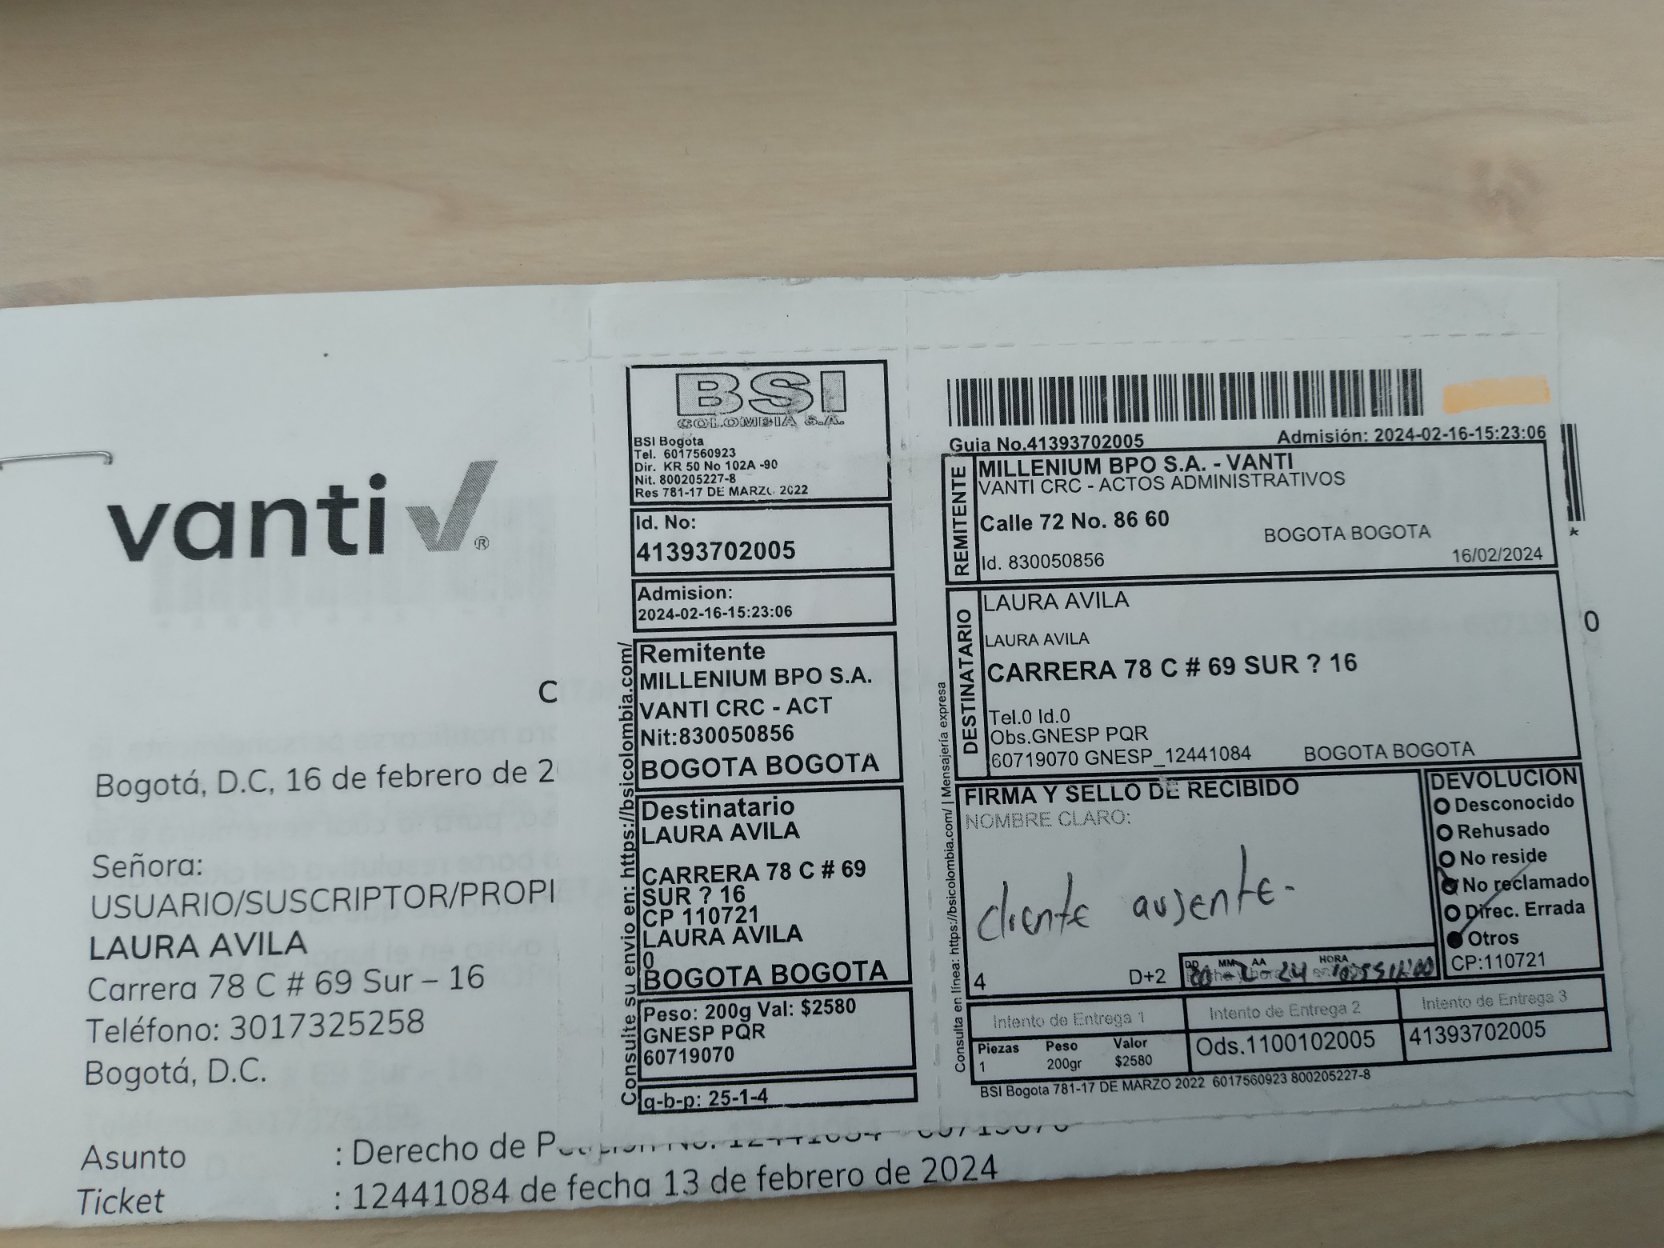 vanti
®
C
Bogotá, D.C, 16 de febrero de 2
Señora:
USUARIO/SUSCRIPTOR/PROPI
LAURA AVILA
Carrera 78 C # 69 Sur – 16
Teléfono: 3017325258
Bogotá, D.C.
Asunto : Derecho de P
Ticket : 12441084 de fecha 13 de febrero de 2024
Consulte su envio en: https://bsicolombia.com/
BSI
COLOMBIA S.A.
BSI Bogota
Tel. 6017560923
Dir. KR 50 No 102A -90
Nit. 800205227-8
Res 781-17 DE MARZO 2022
Id. No:
41393702005
Admision:
2024-02-16-15:23:06
Remitente
MILLENIUM BPO S.A.
VANTI CRC - ACT
Nit:830050856
BOGOTA BOGOTA
Destinatario
LAURA AVILA
CARRERA 78 C # 69
SUR ? 16
CP 110721
LAURA AVILA
0
BOGOTA BOGOTA
Peso: 200g Val: $2580
GNESP PQR
60719070
g-b-p: 25-1-4
Guia No.41393702005 Admisión: 2024-02-16-15:23:06
REMITENTE
MILLENIUM BPO S.A. - VANTI
VANTI CRC - ACTOS ADMINISTRATIVOS
Calle 72 No. 86 60
BOGOTA BOGOTA
Id. 830050856
16/02/2024
*
0
DESTINATARIO
LAURA AVILA
LAURA AVILA
CARRERA 78 C # 69 SUR ? 16
Tel.0 Id.0
Obs.GNESP PQR
60719070 GNESP_12441084 BOGOTA BOGOTA
Consulta en línea: https://bsicolombia.com/ | Mensajería expresa
FIRMA Y SELLO DE RECIBIDO
NOMBRE CLARO:
cliente ausente.
4 D+2
DD MM AA HORA
DEVOLUCION
Desconocido
Rehusado
No reside
No reclamado
Direc. Errada
Otros
CP:110721
Intento de Entrega 1 Intento de Entrega 2 Intento de Entrega 3
Piezas Peso Valor
1 200gr $2580
Ods.1100102005
41393702005
BSI Bogota 781-17 DE MARZO 2022 6017560923 800205227-8